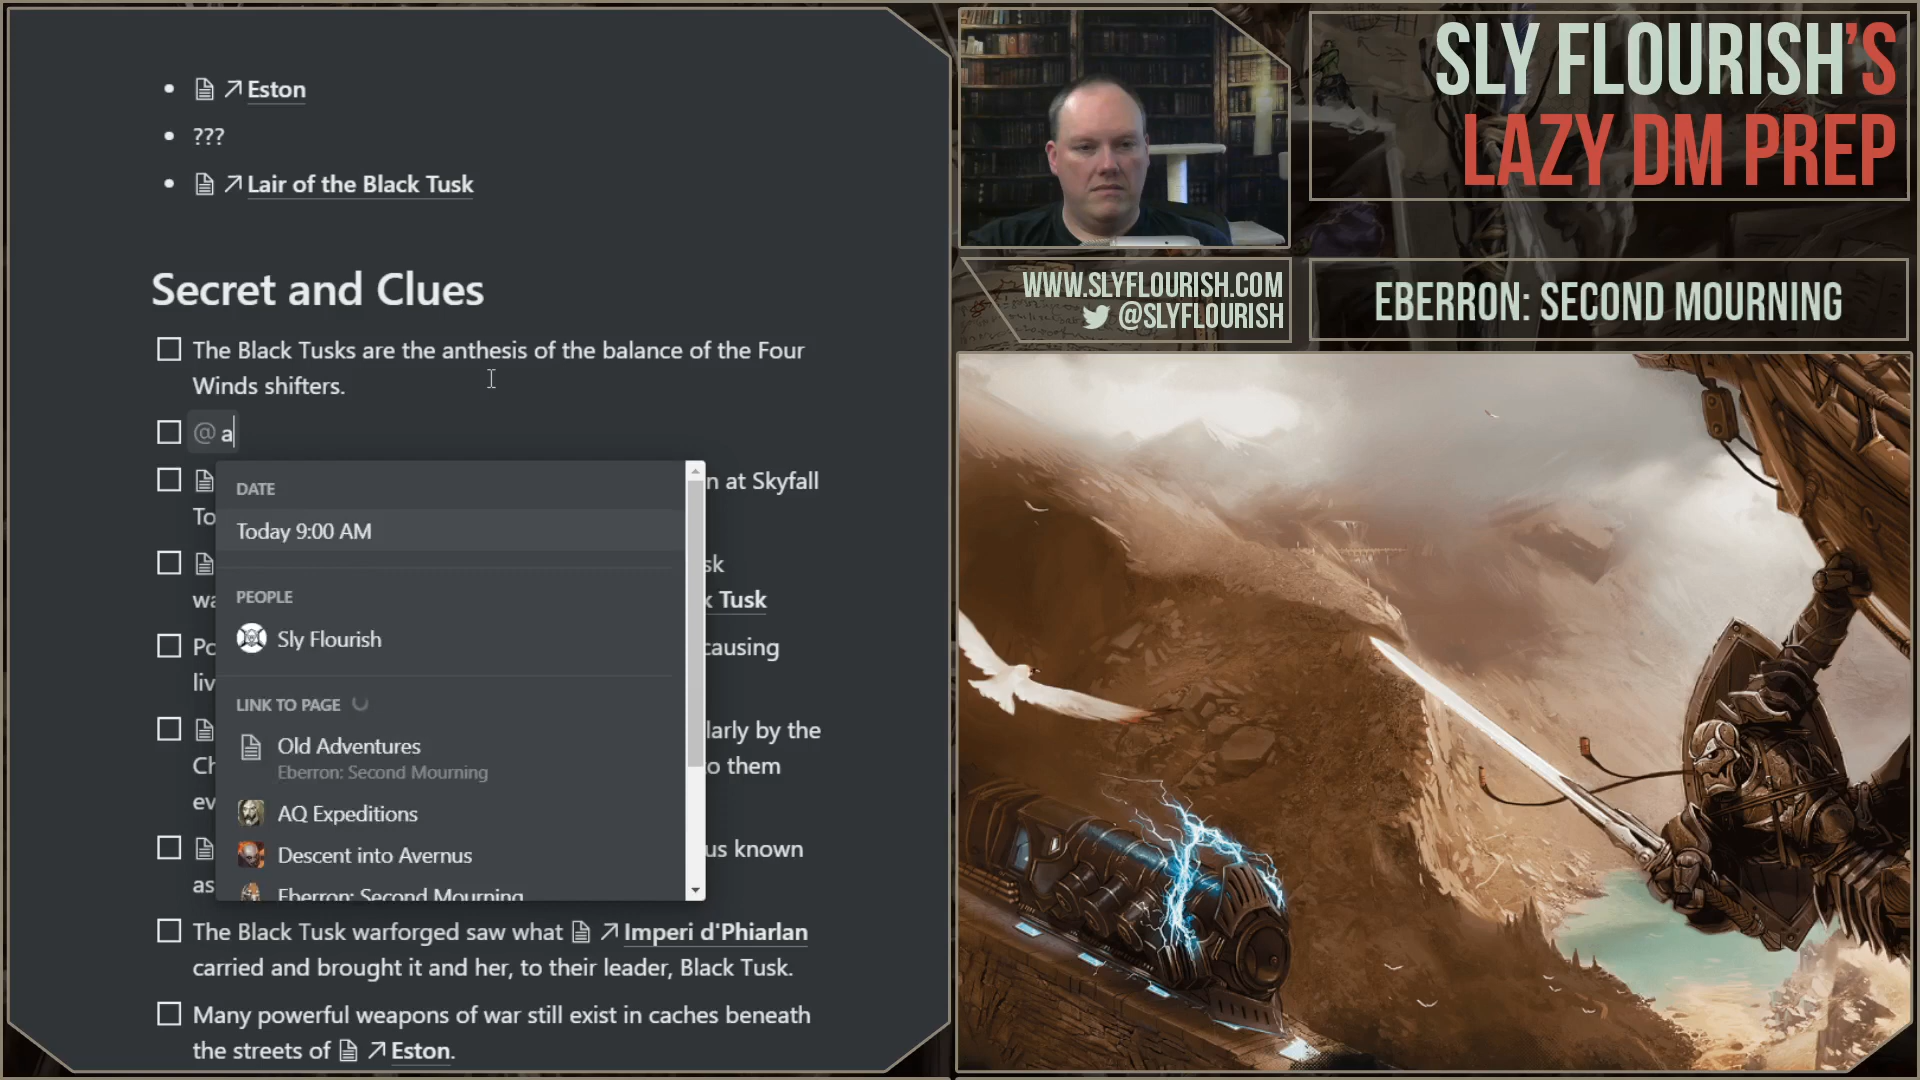 Eston
???
Lair of the Black Tusk
Secret and Clues
The Black Tusks are the anthesis of the balance of the Four
Winds shifters.
@ a
n at Skyfall
To
sk
wa
k Tusk
Po
causing
liv
larly by the
Ch
o them
ev
us known
as
DATE
Today 9:00 AM
PEOPLE
Sly Flourish
LINK TO PAGE
Old Adventures
Eberron: Second Mourning
AQ Expeditions
Descent into Avernus
Eberron: Second Mourning
The Black Tusk warforged saw what Imperi d'Phiarlan
carried and brought it and her, to their leader, Black Tusk.
Many powerful weapons of war still exist in caches beneath
the streets of Eston.
WWW.SLYFLOURISH.COM
@SLYFLOURISH
SLY FLOURISH'S
LAZY DM PREP
EBERRON: SECOND MOURNING